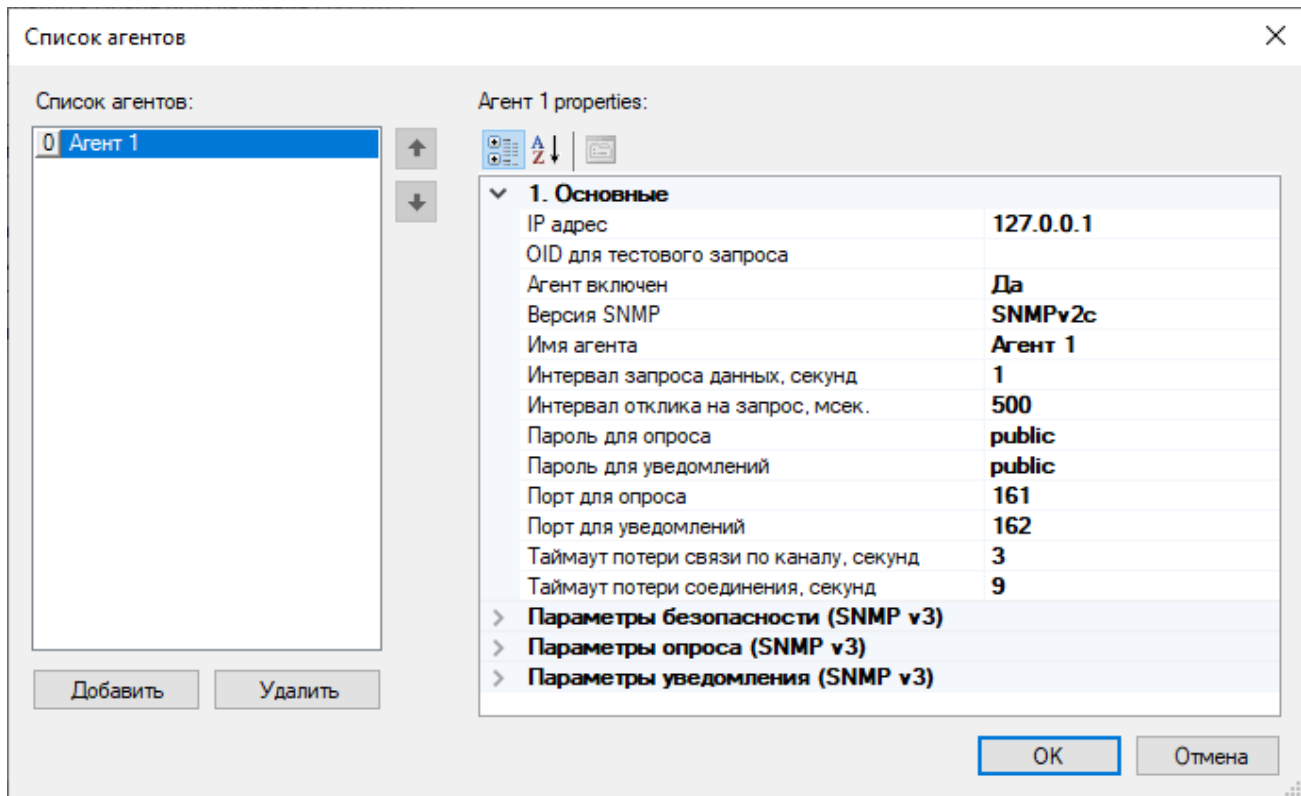 Список агентов
Список агентов:
0 Агент 1
Добавить
Удалить
Агент 1 properties:
1. Основные
IP адрес 127.0.0.1
OID для тестового запроса
Агент включен Да
Версия SNMP SNMPv2c
Имя агента Агент 1
Интервал запроса данных, секунд 1
Интервал отклика на запрос, мсек. 500
Пароль для опроса public
Пароль для уведомлений public
Порт для опроса 161
Порт для уведомлений 162
Таймаут потери связи по каналу, секунд 3
Таймаут потери соединения, секунд 9
Параметры безопасности (SNMP v3)
Параметры опроса (SNMP v3)
Параметры уведомления (SNMP v3)
OK
Отмена